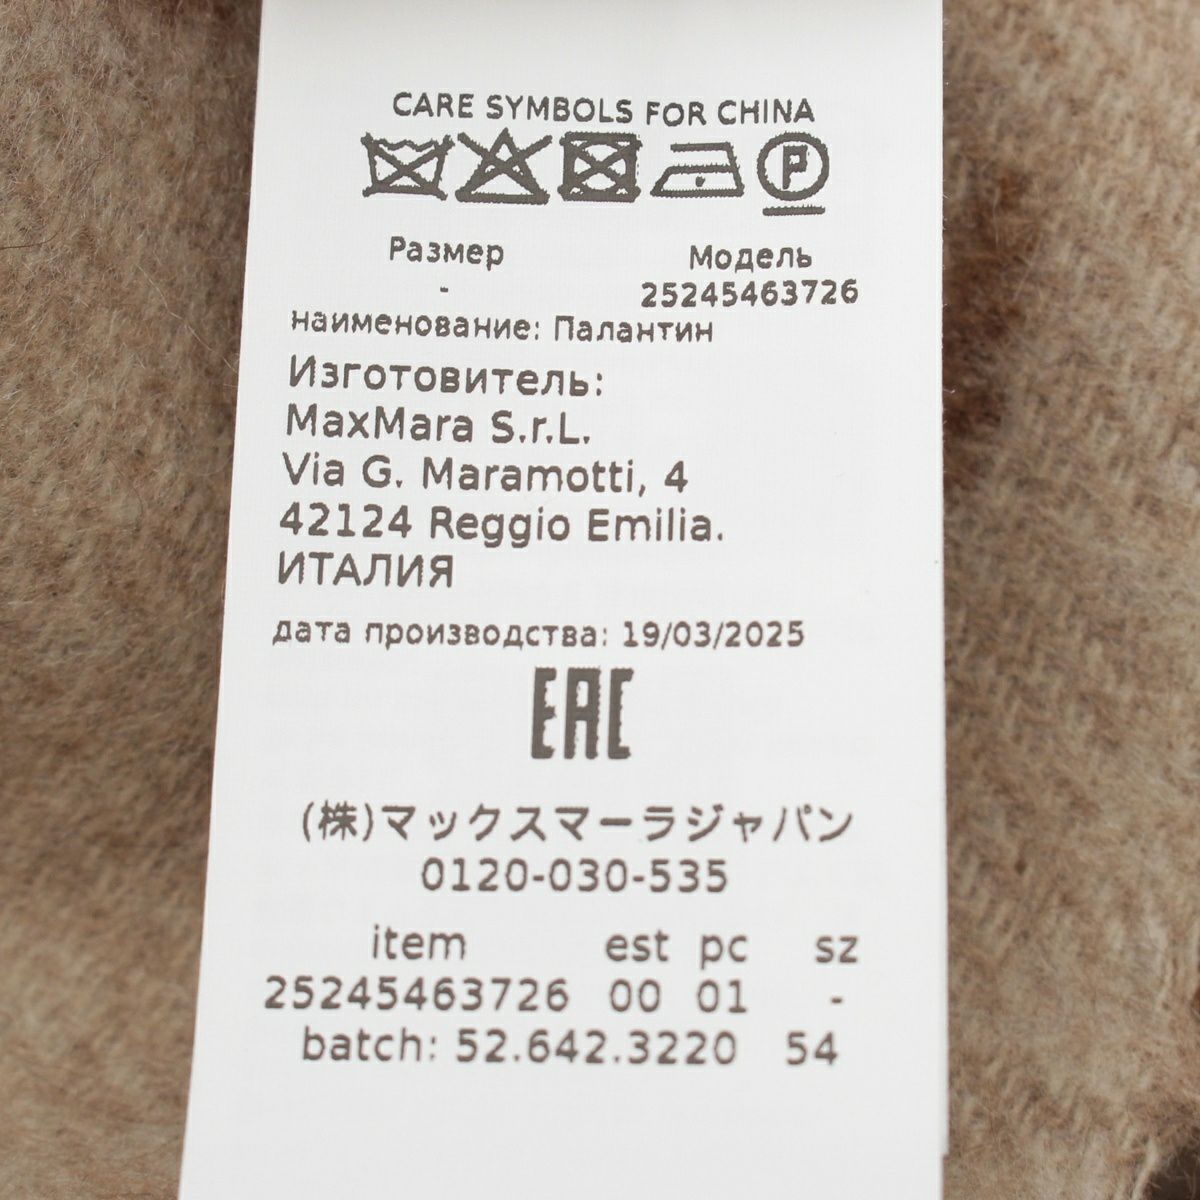 CARE SYMBOLS FOR CHINA
P
Размер Модель
- 25245463726
наименование: Палантин
Изготовитель:
MaxMara S.r.L.
Via G. Maramotti, 4
42124 Reggio Emilia.
ИТАЛИЯ
дата производства: 19/03/2025
EAC
(株)マックスマーラジャパン
0120-030-535
item est pc sz
25245463726 00 01 -
batch: 52.642.3220 54